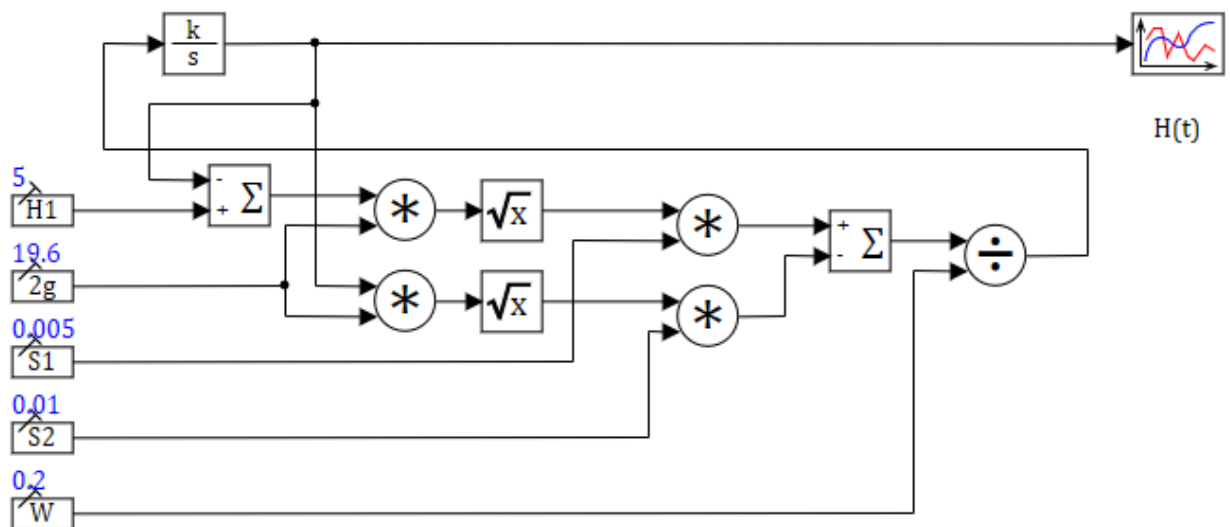 k
s
H(t)
5
H1
- 
+
Σ
*
√x
*
+
-
Σ
÷
19.6
2g
*
√x
*
0.005
S1
0.01
S2
0.2
W